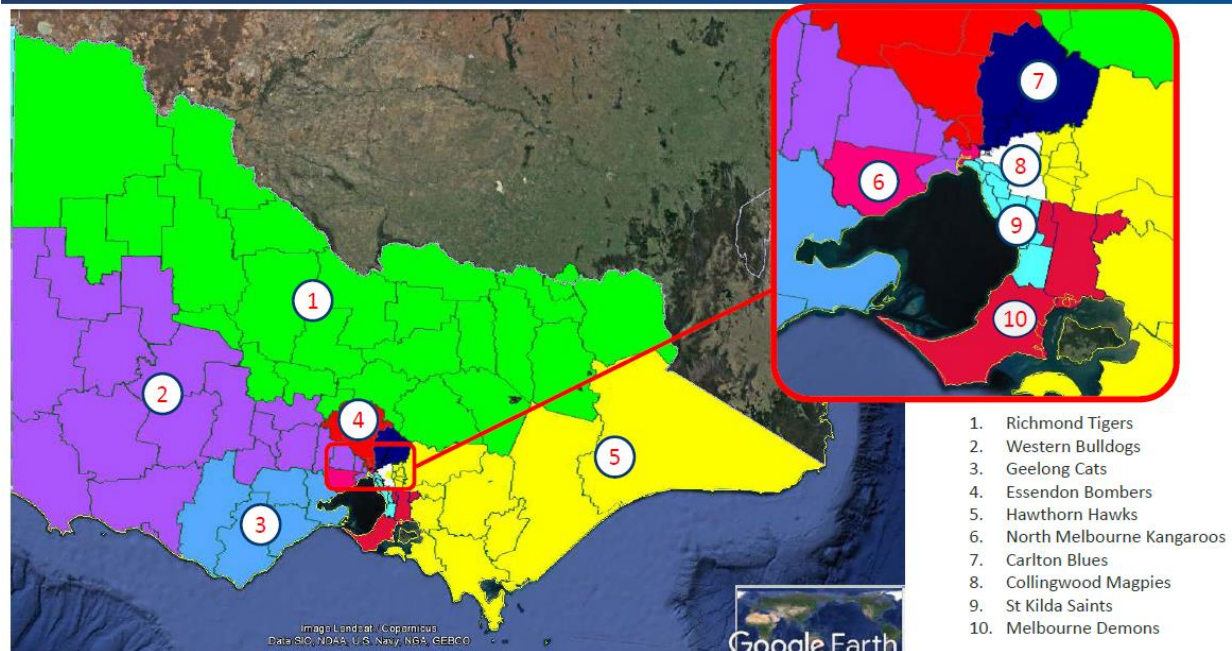 1
2
3
4
5
6
7
8
9
10
1. Richmond Tigers
2. Western Bulldogs
3. Geelong Cats
4. Essendon Bombers
5. Hawthorn Hawks
6. North Melbourne Kangaroos
7. Carlton Blues
8. Collingwood Magpies
9. St Kilda Saints
10. Melbourne Demons
Image Landsat / Copernicus
Data SIO, NOAA, U.S. Navy, NGA, GEBCO
Google Earth